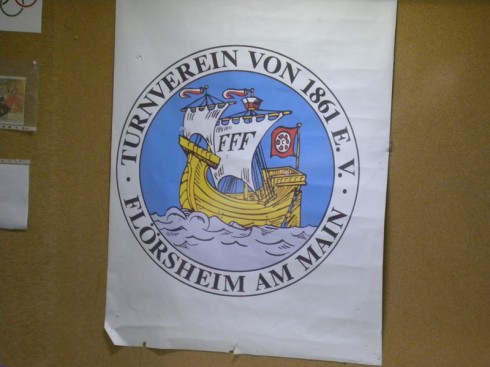 TURNVEREIN VON 1861 E. V.
FFF
FLÖRSHEIM AM MAIN